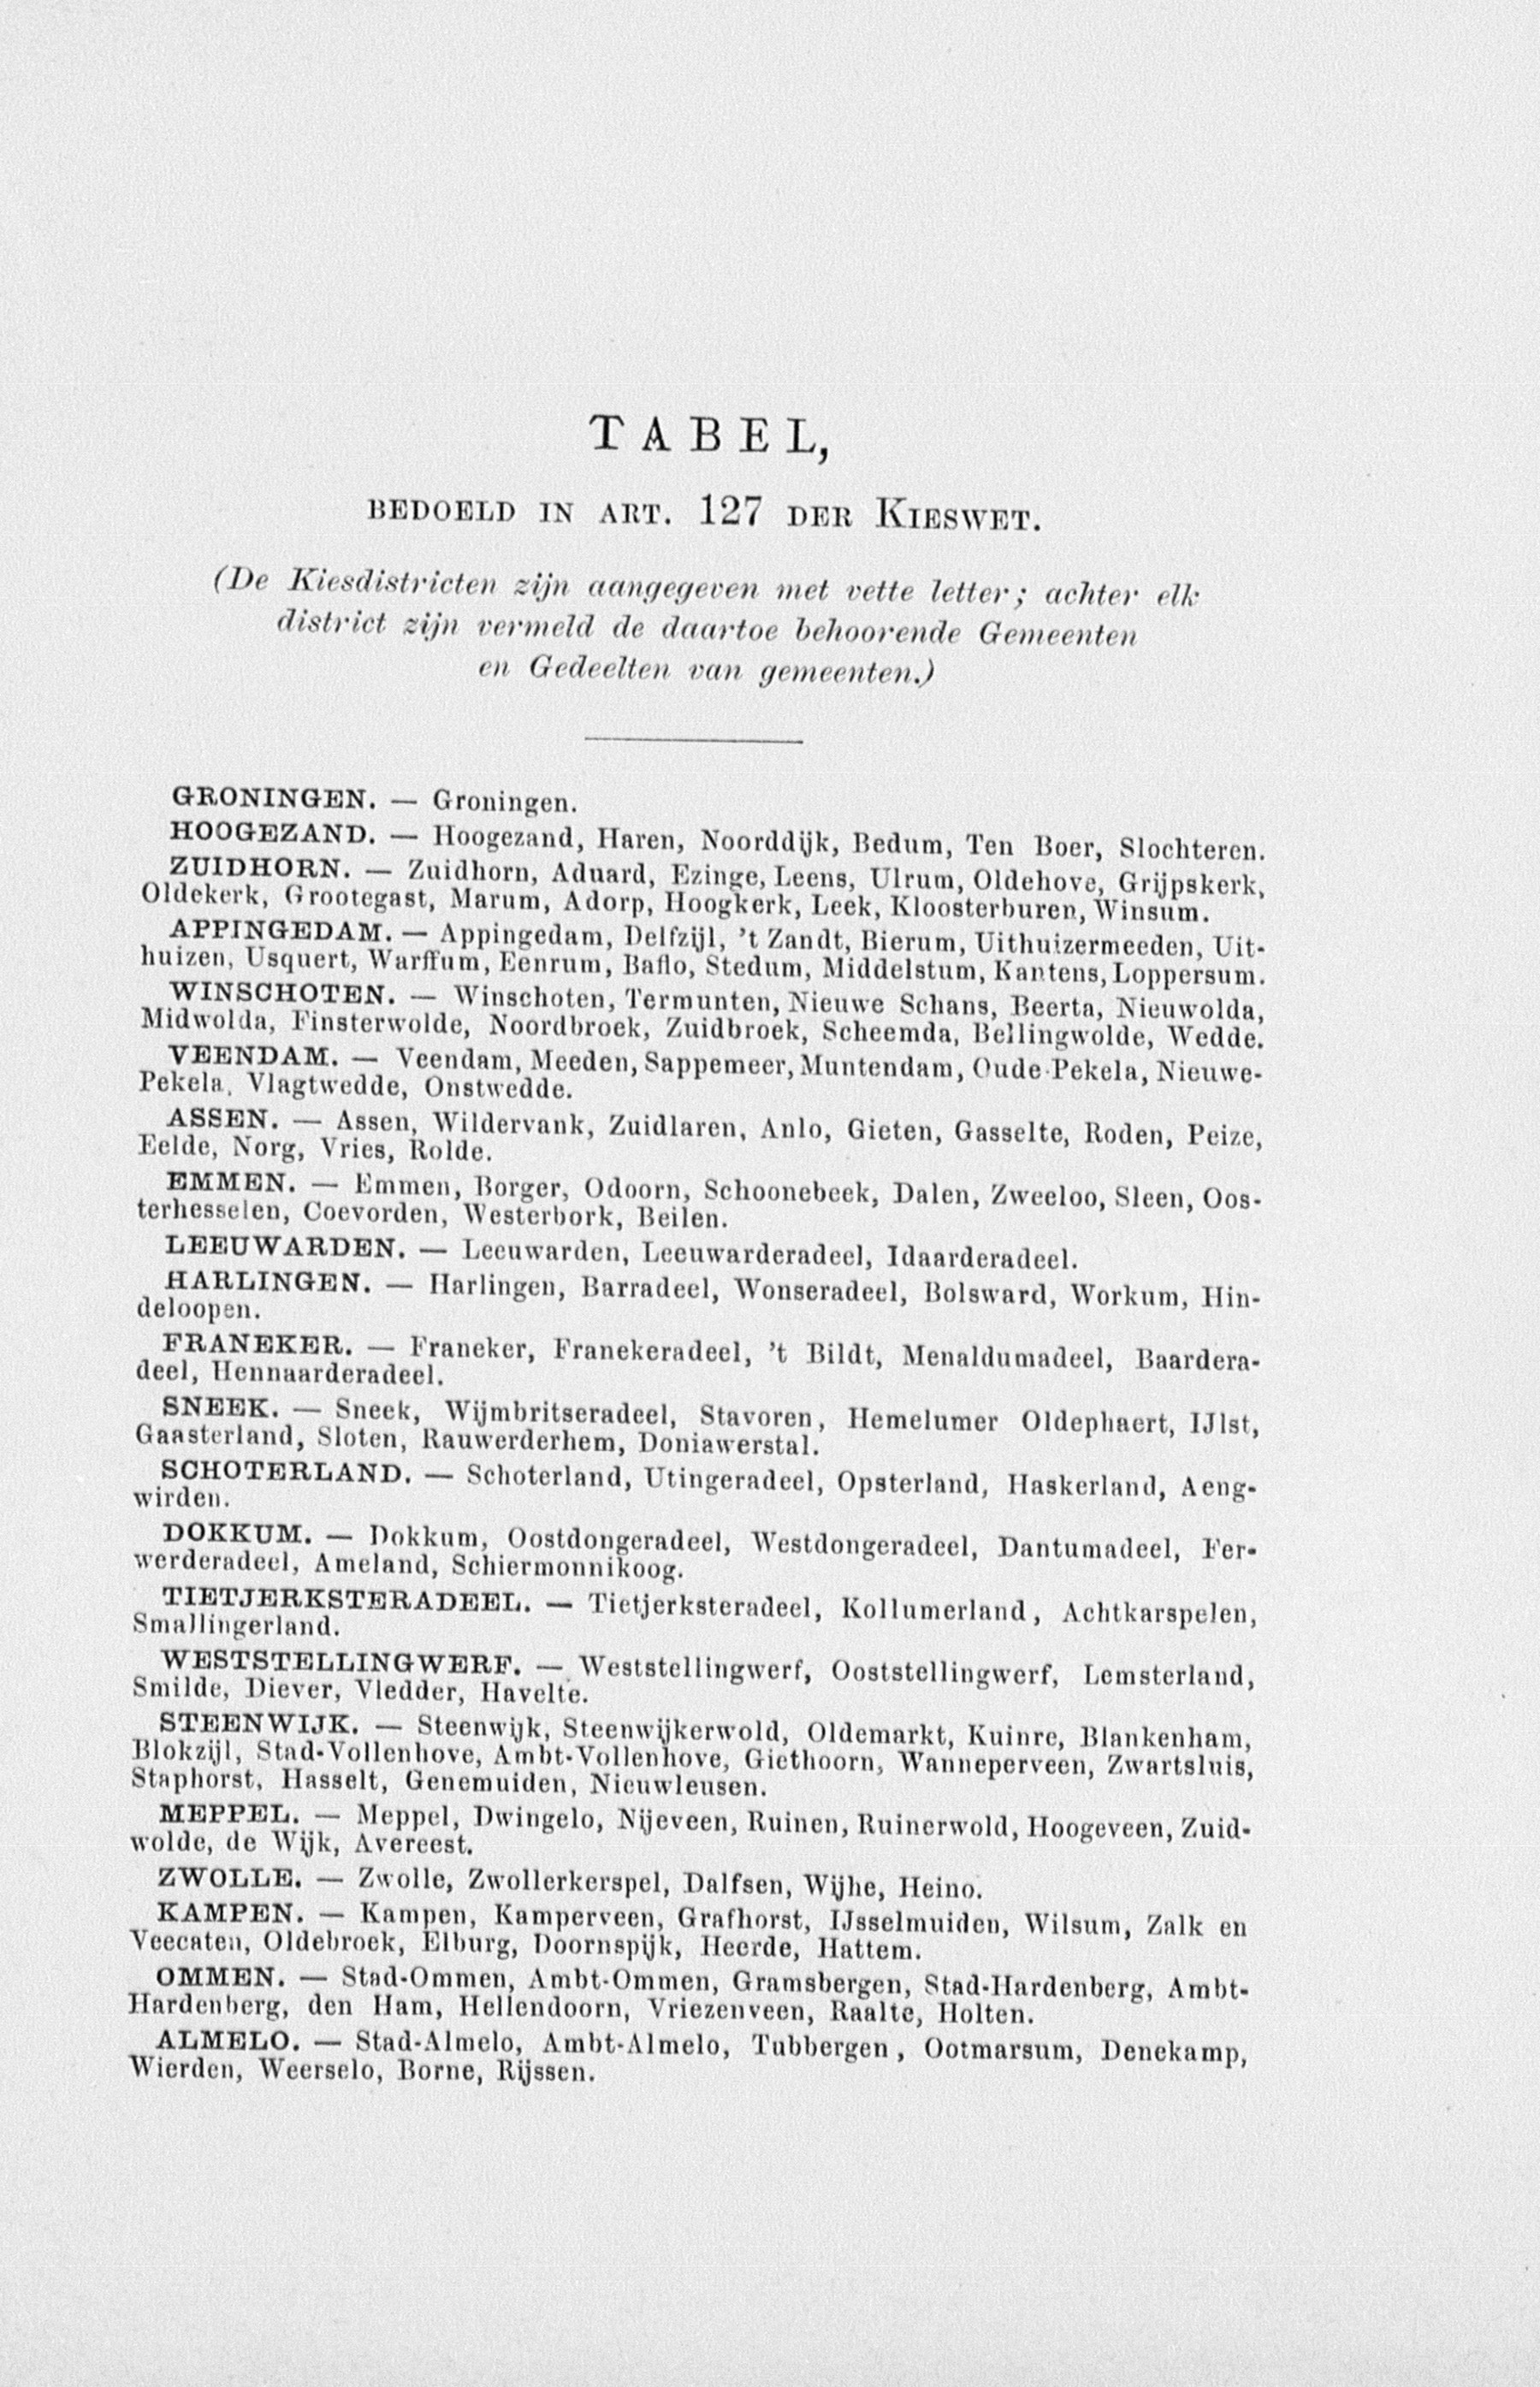 TABEL,
BEDOELD IN ART. 127 DER KIESWET.
(De Kiesdistricten zijn aangegeven met vette letter; achter elk
district zijn vermeld de daartoe behoorende Gemeenten
en Gedeelten van gemeenten.)
GRONINGEN. — Groningen.
HOOGEZAND. — Hoogezand, Haren, Noorddijk, Bedum, Ten Boer, Slochteren.
ZUIDHORN. — Zuidhorn, Aduard, Ezinge, Leens, Ulrum, Oldehove, Grijpskerk,
Oldekerk, Grootegast, Marum, Adorp, Hoogkerk, Leek, Kloosterburen, Winsum.
APPINGEDAM. — Appingedam, Delfzijl, 't Zandt, Bierum, Uithuizermeeden, Uit-
huizen, Usquert, Warffum, Eenrum, Baflo, Stedum, Middelstum, Kantens, Loppersum.
WINSCHOTEN. — Winschoten, Termunten, Nieuwe Schans, Beerta, Nieuwolda,
Midwolda, Finsterwolde, Noordbroek, Zuidbroek, Scheemda, Bellingwolde, Wedde.
VEENDAM. — Veendam, Meeden, Sappemeer, Muntendam, Oude-Pekela, Nieuwe-
Pekela, Vlagtwedde, Onstwedde.
ASSEN. — Assen, Wildervank, Zuidlaren, Anlo, Gieten, Gasselte, Roden, Peize,
Eelde, Norg, Vries, Rolde.
EMMEN. — Emmen, Borger, Odoorn, Schoonebeek, Dalen, Zweeloo, Sleen, Oos-
terhesselen, Coevorden, Westerbork, Beilen.
LEEUWARDEN. — Leeuwarden, Leeuwarderadeel, Idaarderadeel.
HARLINGEN. — Harlingen, Barradeel, Wonseradeel, Bolsward, Workum, Hin-
deloopen.
FRANEKER. — Franeker, Franekeradeel, 't Bildt, Menaldumadeel, Baardera-
deel, Hennaarderadeel.
SNEEK. — Sneek, Wijmbritseradeel, Stavoren, Hemelumer Oldephaert, IJlst,
Gaasterland, Sloten, Rauwerderhem, Doniawerstal.
SCHOTERLAND. — Schoterland, Utingeradeel, Opsterland, Haskerland, Aeng-
wirden.
DOKKUM. — Dokkum, Oostdongeradeel, Westdongeradeel, Dantumadeel, Fer-
werderadeel, Ameland, Schiermonnikoog.
TIETJERKSTERADEEL. — Tietjerksteradeel, Kollumerland, Achtkarspelen,
Smallingerland.
WESTSTELLINGWERF. — Weststellingwerf, Ooststellingwerf, Lemsterland,
Smilde, Diever, Vledder, Havelte.
STEENWIJK. — Steenwijk, Steenwijkerwold, Oldemarkt, Kuinre, Blankenham,
Blokzijl, Stad-Vollenhove, Ambt-Vollenhove, Giethoorn, Wanneperveen, Zwartsluis,
Staphorst, Hasselt, Genemuiden, Nieuwleusen.
MEPPEL. — Meppel, Dwingelo, Nijeveen, Ruinen, Ruinerwold, Hoogeveen, Zuid-
wolde, de Wijk, Avereest.
ZWOLLE. — Zwolle, Zwollerkerspel, Dalfsen, Wijhe, Heino.
KAMPEN. — Kampen, Kamperveen, Grafhorst, IJsselmuiden, Wilsum, Zalk en
Veecaten, Oldebroek, Elburg, Doornspijk, Heerde, Hattem.
OMMEN. — Stad-Ommen, Ambt-Ommen, Gramsbergen, Stad-Hardenberg, Ambt-
Hardenberg, den Ham, Hellendoorn, Vriezenveen, Raalte, Holten.
ALMELO. — Stad-Almelo, Ambt-Almelo, Tubbergen, Ootmarsum, Denekamp,
Wierden, Weerselo, Borne, Rijssen.